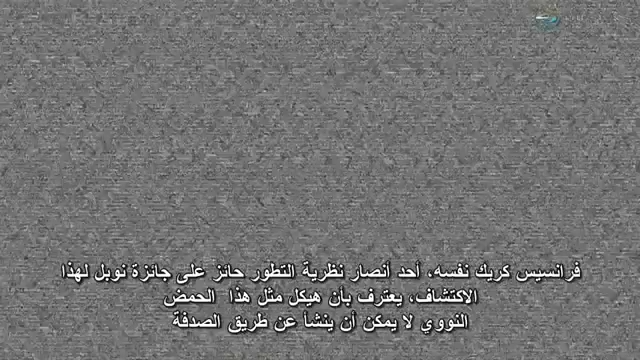 فرانسيس كريك نفسه، أحد أنصار نظرية التطور حائز على جائزة نوبل لهذا
الاكتشاف، يعترف بأن هيكل مثل هذا الحمض
النووي لا يمكن أن ينشأ عن طريق الصدفة